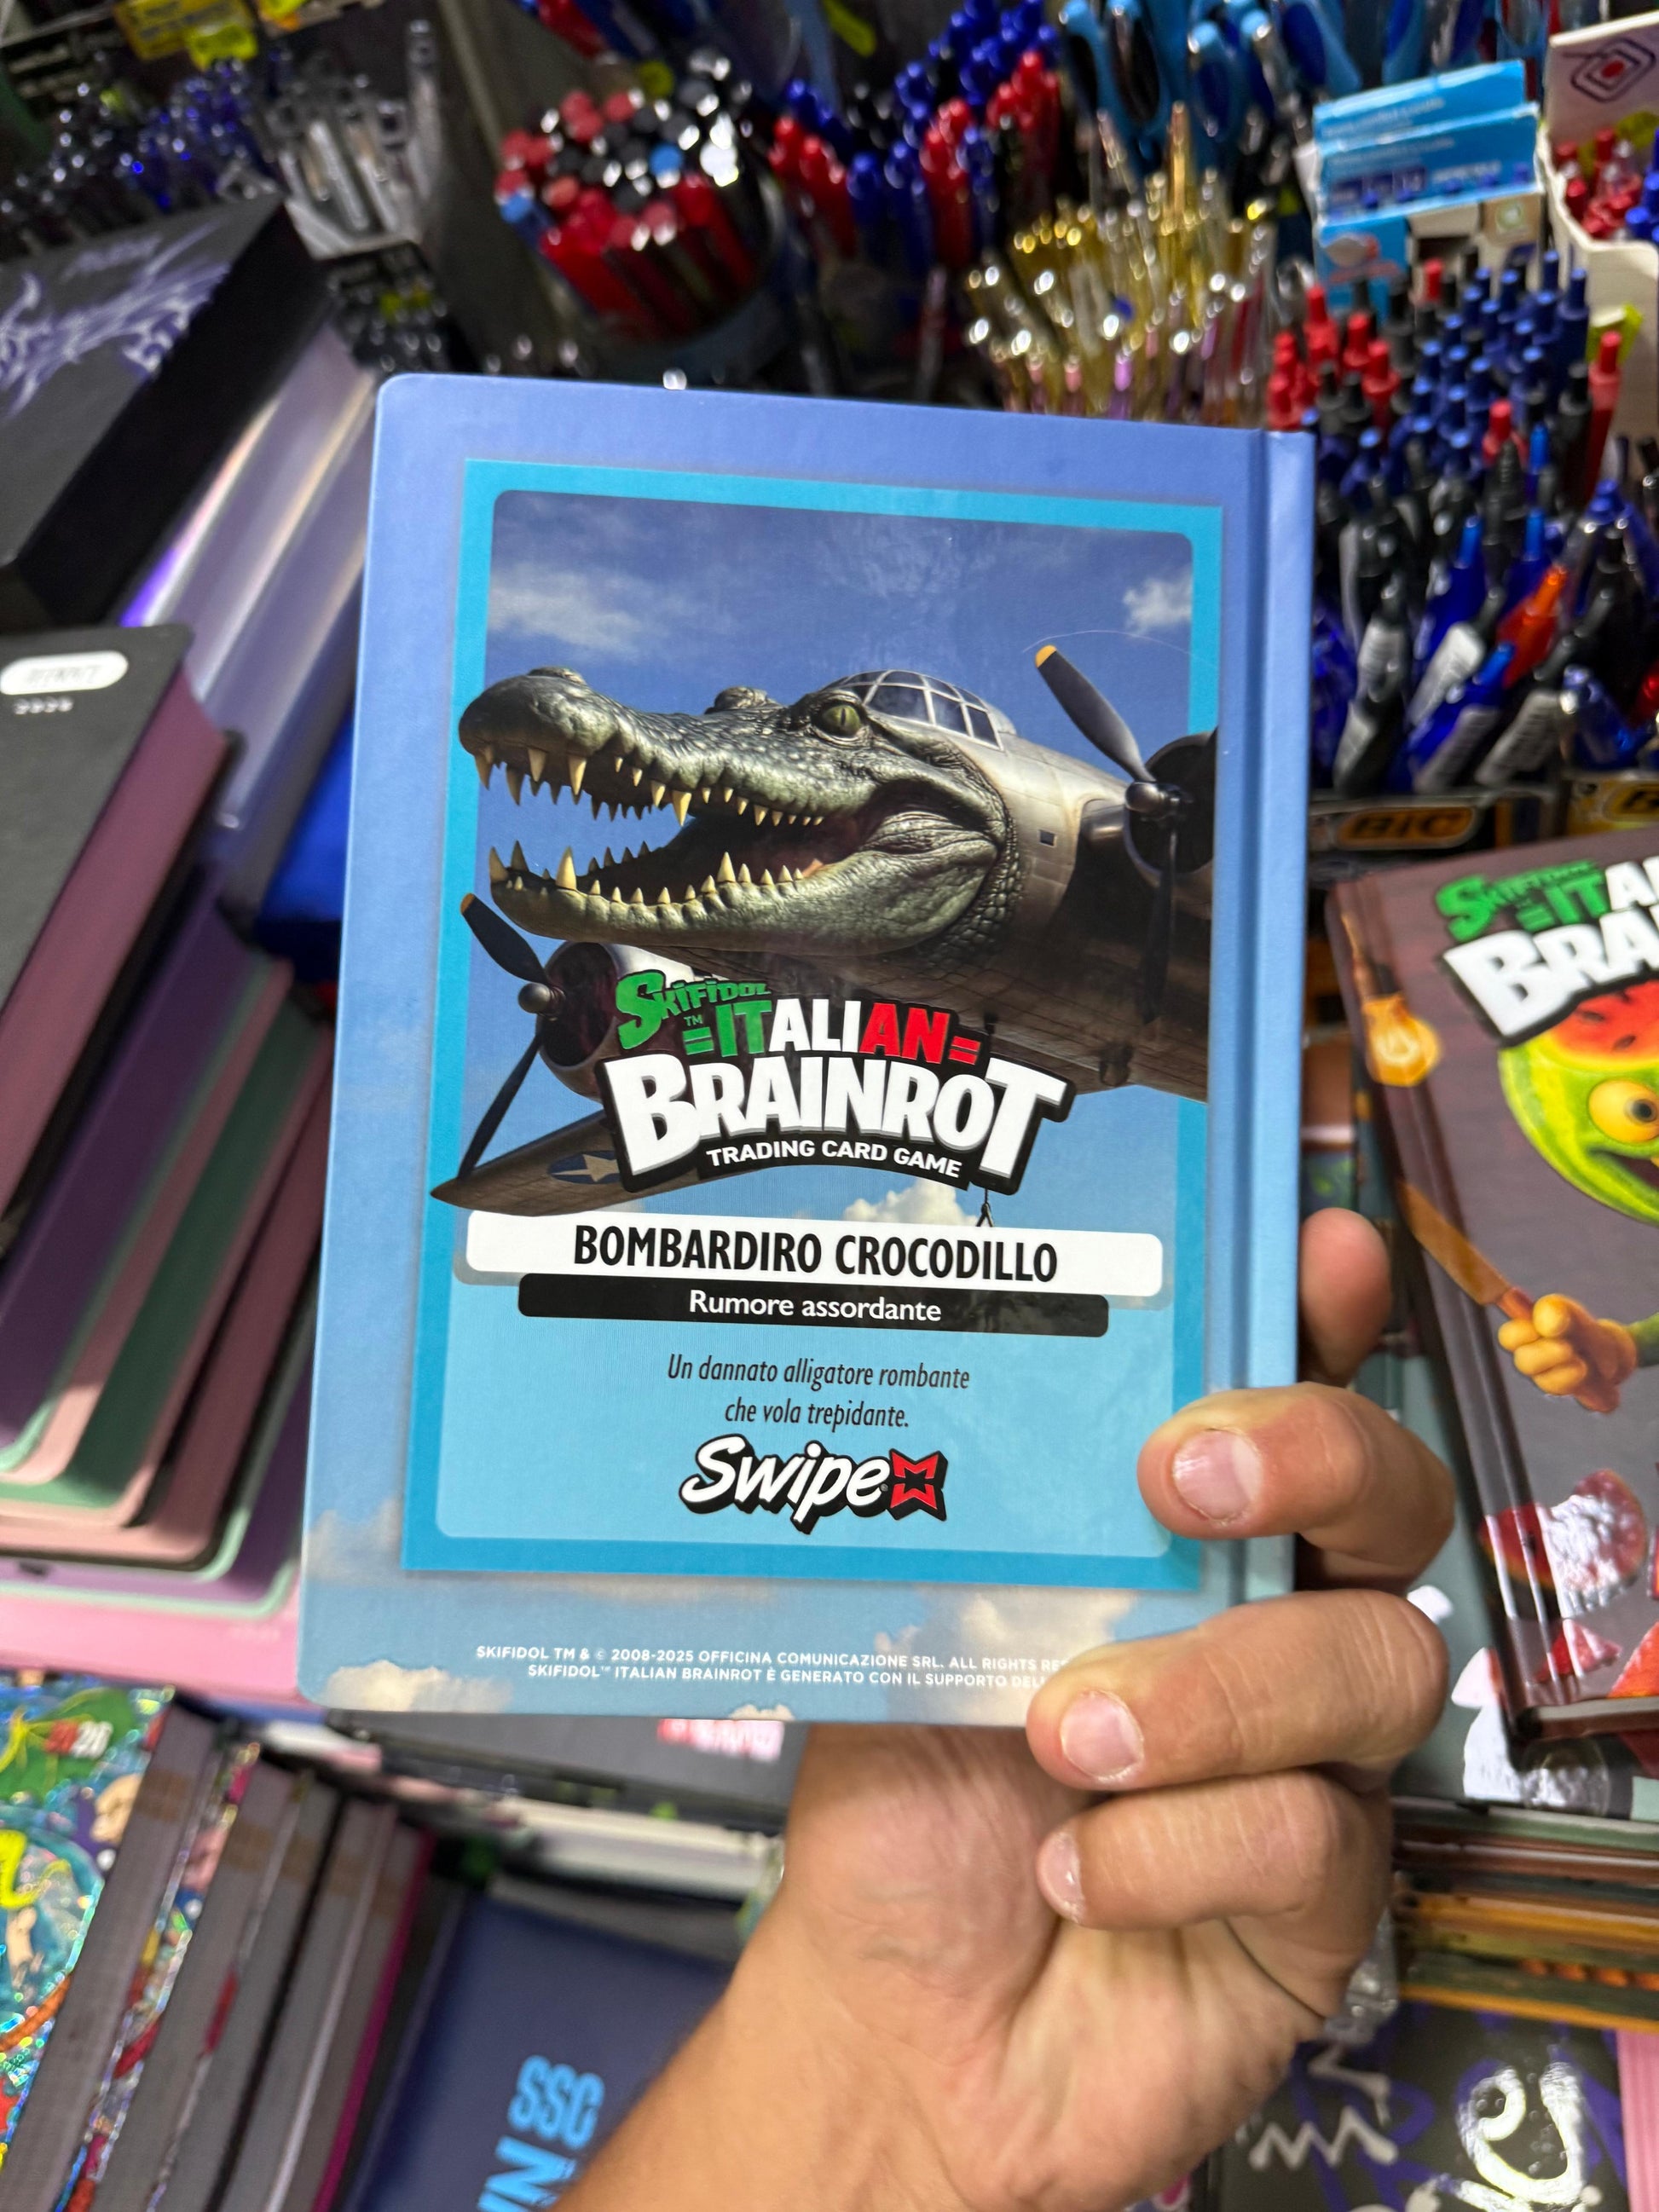 SKIFIDOL
TM
=ITALIAN=
BRAINROT
TRADING CARD GAME
BOMBARDIRO CROCODILLO
Rumore assordante
Un dannato alligatore rombante
che vola trepidante.
Swipe
SKIFIDOL TM & © 2008-2025 OFFICINA COMUNICAZIONE SRL. ALL RIGHTS
SKIFIDOL™ ITALIAN BRAINROT È GENERATO CON IL SUPPORTO
BIC
SKIFIDOL
SSC